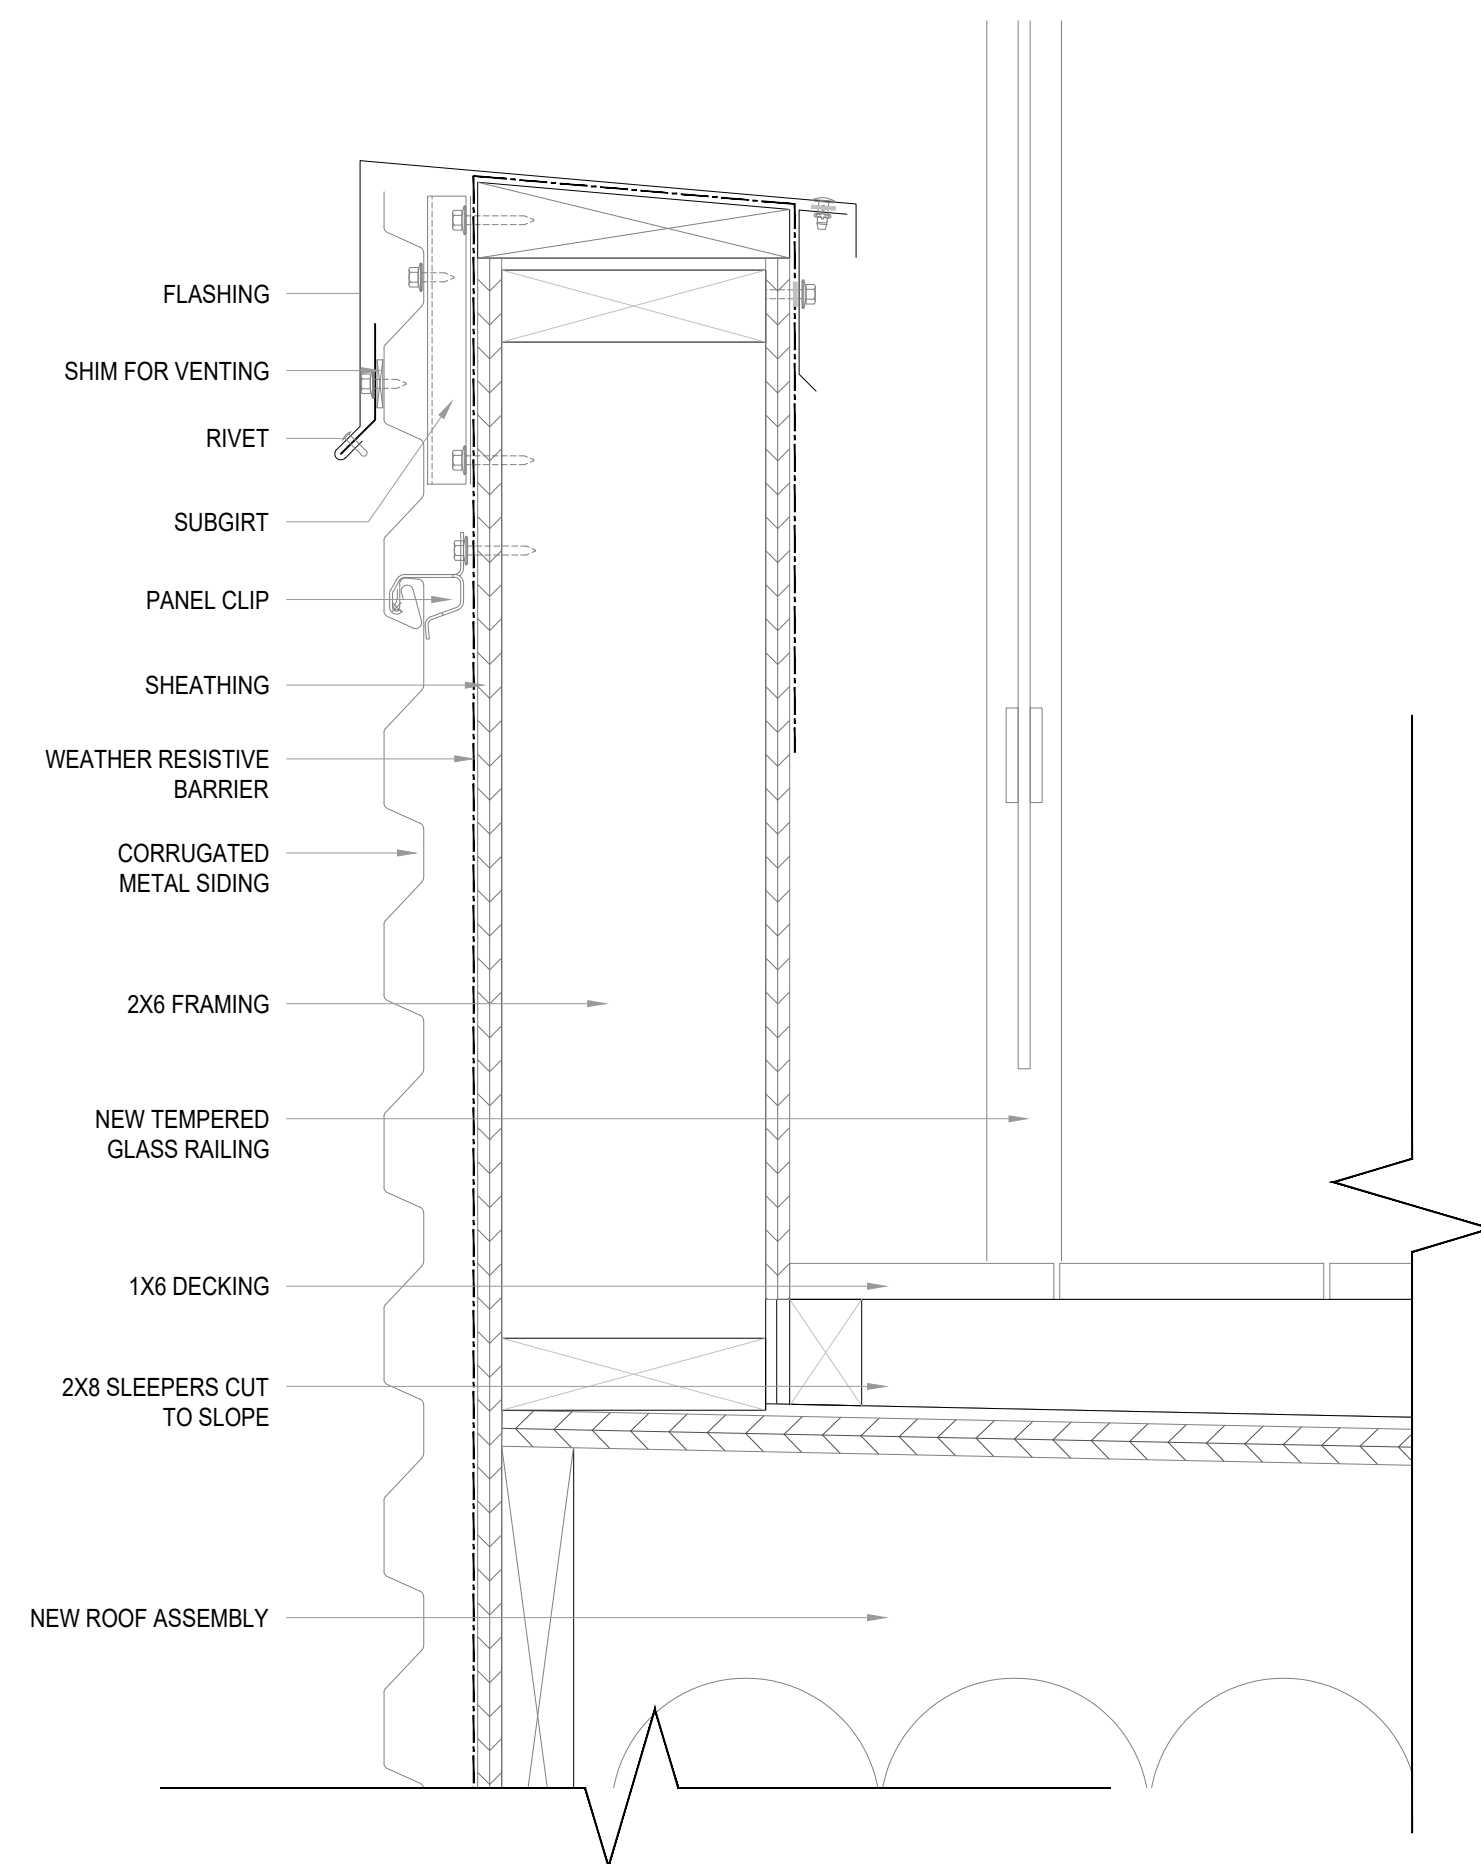 FLASHING
SHIM FOR VENTING
RIVET
SUBGIRT
PANEL CLIP
SHEATHING
WEATHER RESISTIVE
BARRIER
CORRUGATED
METAL SIDING
2X6 FRAMING
NEW TEMPERED
GLASS RAILING
1X6 DECKING
2X8 SLEEPERS CUT
TO SLOPE
NEW ROOF ASSEMBLY